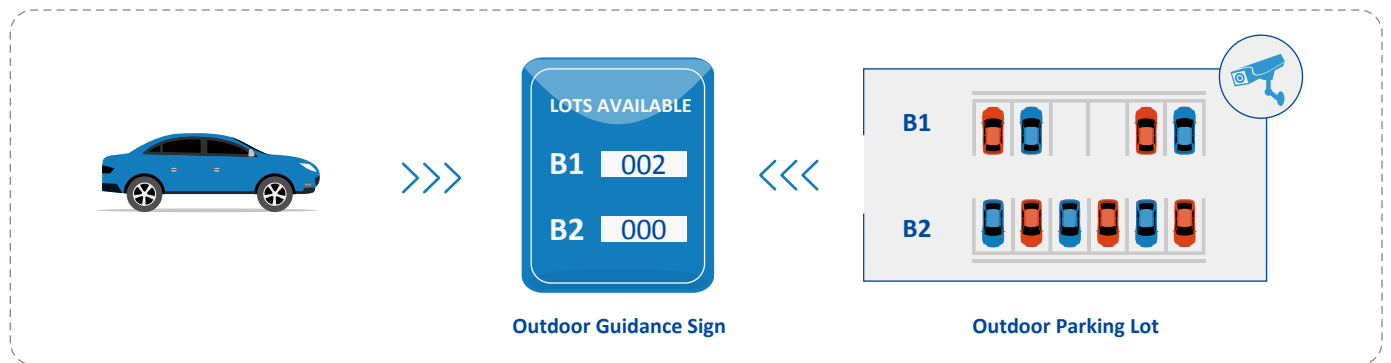 LOTS AVAILABLE
B1 002
B2 000
Outdoor Guidance Sign
B1
B2
Outdoor Parking Lot